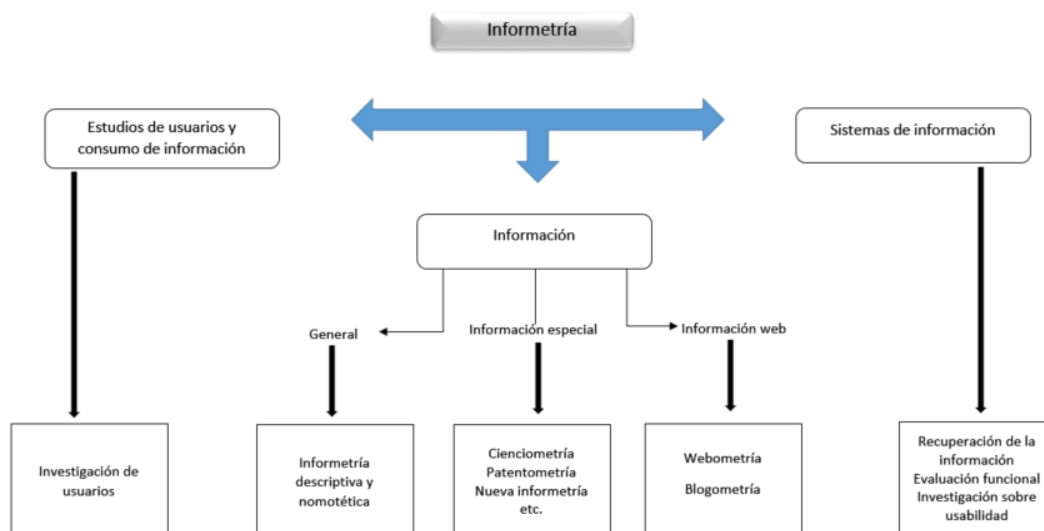 Informetría
Estudios de usuarios y
consumo de información
Sistemas de información
Información
General
Información especial
Información web
Investigación de
usuarios
Informetría
descriptiva y
nomotética
Cienciometría
Patentometría
Nueva informetría
etc.
Webometría
Blogometría
Recuperación de la
información
Evaluación funcional
Investigación sobre
usabilidad